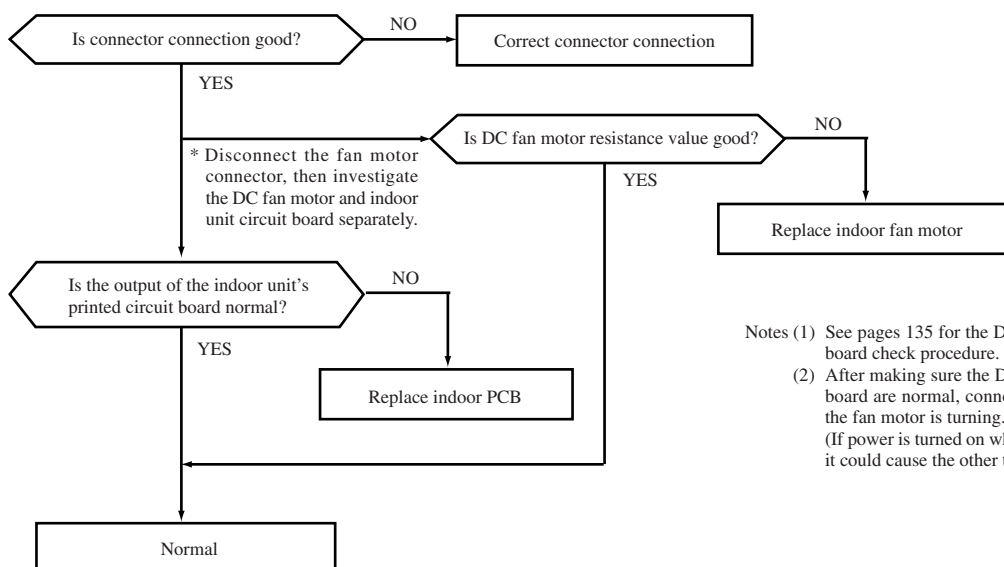 Is connector connection good?
NO
Correct connector connection
YES
* Disconnect the fan motor
connector, then investigate
the DC fan motor and indoor
unit circuit board separately.
Is DC fan motor resistance value good?
NO
YES
Replace indoor fan motor
Is the output of the indoor unit's
printed circuit board normal?
NO
YES
Replace indoor PCB
Normal
Notes (1) See pages 135 for the D
board check procedure.
(2) After making sure the D
board are normal, conne
the fan motor is turning.
(If power is turned on wh
it could cause the other t